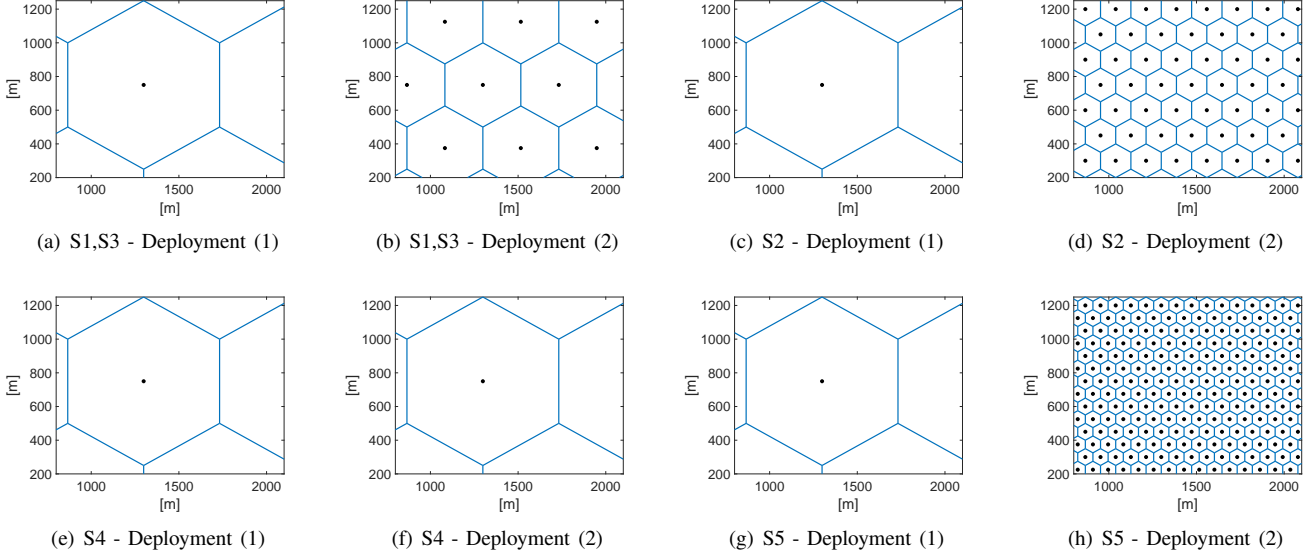 1200
1000
800
600
400
200
[m]
1000 1500 2000
[m]
(a) S1,S3 - Deployment (1)
1200
1000
800
600
400
200
[m]
1000 1500 2000
[m]
(b) S1,S3 - Deployment (2)
1200
1000
800
600
400
200
[m]
1000 1500 2000
[m]
(c) S2 - Deployment (1)
1200
1000
800
600
400
200
[m]
1000 1500 2000
[m]
(d) S2 - Deployment (2)
1200
1000
800
600
400
200
[m]
1000 1500 2000
[m]
(e) S4 - Deployment (1)
1200
1000
800
600
400
200
[m]
1000 1500 2000
[m]
(f) S4 - Deployment (2)
1200
1000
800
600
400
200
[m]
1000 1500 2000
[m]
(g) S5 - Deployment (1)
1200
1000
800
600
400
200
[m]
1000 1500 2000
[m]
(h) S5 - Deployment (2)